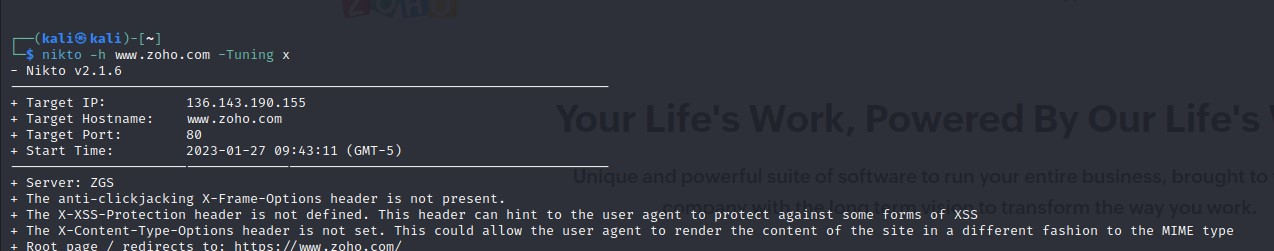 ZOHO
┌──(kali㉿kali)-[~]
└─$ nikto -h www.zoho.com -Tuning x
- Nikto v2.1.6
+ Target IP: 136.143.190.155
+ Target Hostname: www.zoho.com
+ Target Port: 80
+ Start Time: 2023-01-27 09:43:11 (GMT-5)
Your Life's Work, Powered By Our Life's
+ Server: ZGS
Unique and powerful suite of software to run your entire business, brought to
+ The anti-clickjacking X-Frame-Options header is not present.
company with the long term vision to transform the way you work.
+ The X-XSS-Protection header is not defined. This header can hint to the user agent to protect against some forms of XSS
+ The X-Content-Type-Options header is not set. This could allow the user agent to render the content of the site in a different fashion to the MIME type
+ Root page / redirects to: https://www.zoho.com/